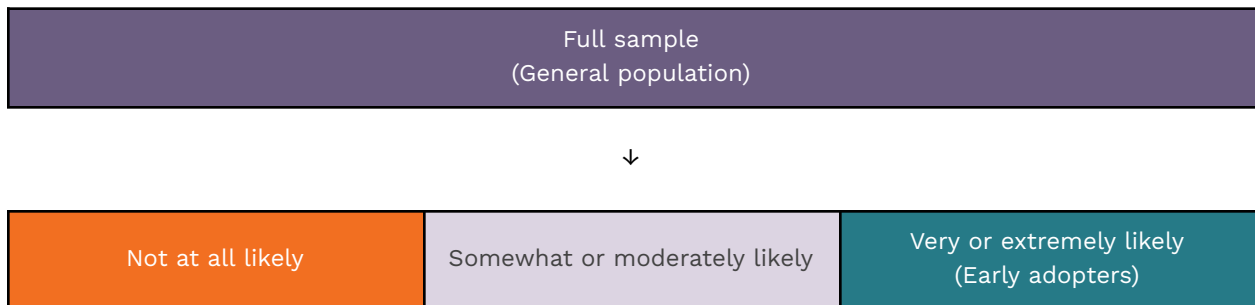 Full sample
(General population)
↓
Not at all likely
Somewhat or moderately likely
Very or extremely likely
(Early adopters)